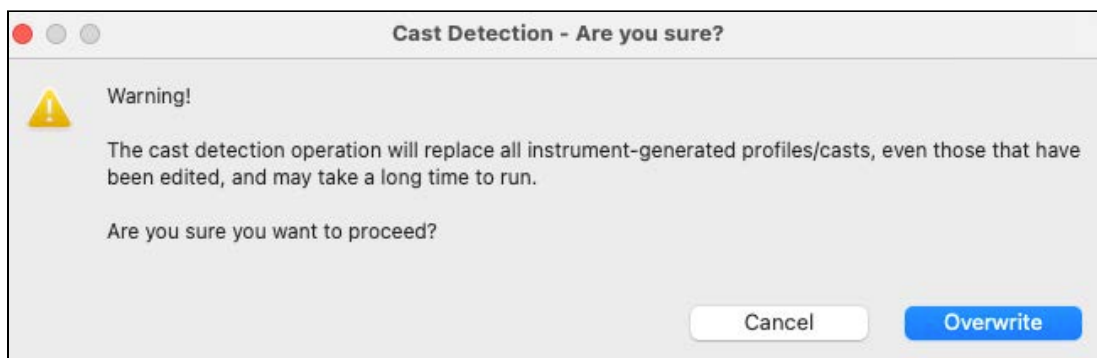 Cast Detection - Are you sure?
Warning!
The cast detection operation will replace all instrument-generated profiles/casts, even those that have
been edited, and may take a long time to run.
Are you sure you want to proceed?
Cancel
Overwrite